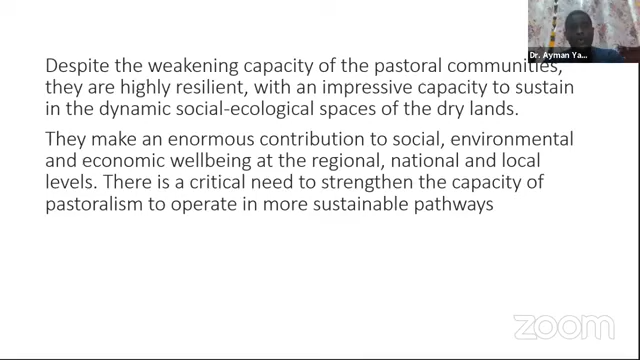 Despite the weakening capacity of the pastoral communities,
they are highly resilient, with an impressive capacity to sustain
in the dynamic social-ecological spaces of the dry lands.
They make an enormous contribution to social, environmental
and economic wellbeing at the regional, national and local
levels. There is a critical need to strengthen the capacity of
pastoralism to operate in more sustainable pathways
Dr. Ayman Ya...
zoom